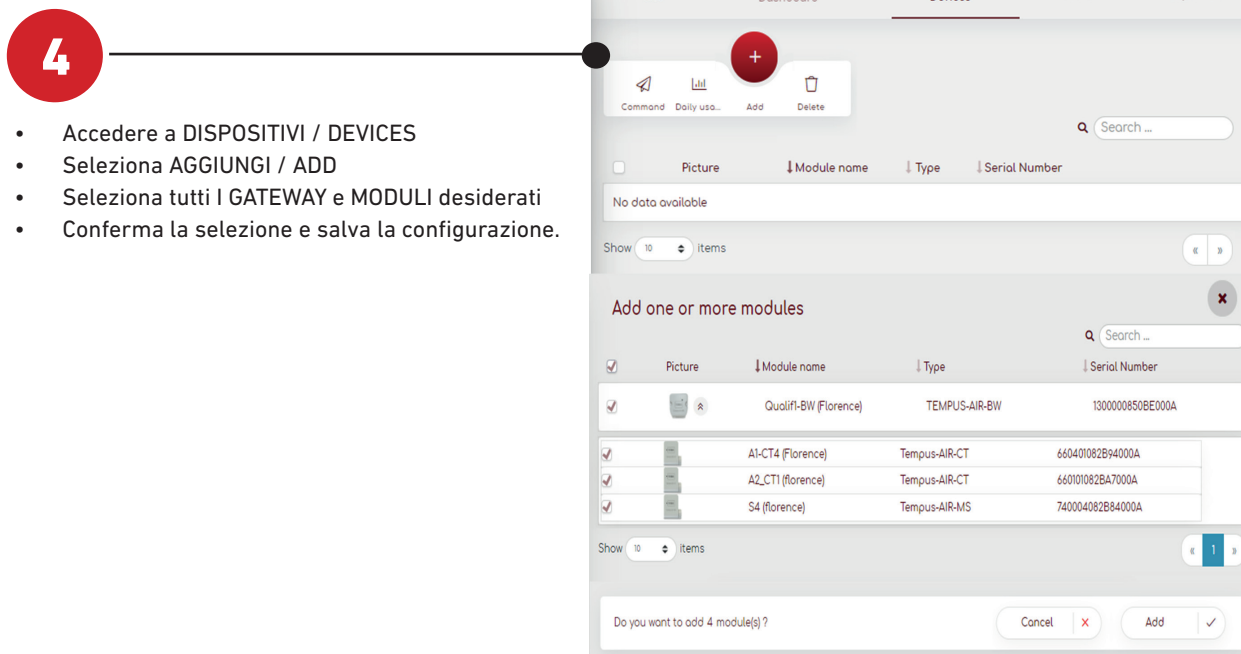 4
• Accedere a DISPOSITIVI / DEVICES
• Seleziona AGGIUNGI / ADD
• Seleziona tutti I GATEWAY e MODULI desiderati
• Conferma la selezione e salva la configurazione.
+
Command Daily usa... Add Delete
Search ...
Picture Module name Type Serial Number
No data available
Show 10 items « »
Add one or more modules
Search ...
Picture Module name Type Serial Number
Qualif1-BW (Florence) TEMPUS-AIR-BW 1300000850BE000A
A1-CT4 (Florence) Tempus-AIR-CT 660401082B94000A
A2_CT1 (florence) Tempus-AIR-CT 660101082BA7000A
S4 (florence) Tempus-AIR-MS 740004082B84000A
Show 10 items « 1 »
Do you want to add 4 module(s) ? Cancel Add